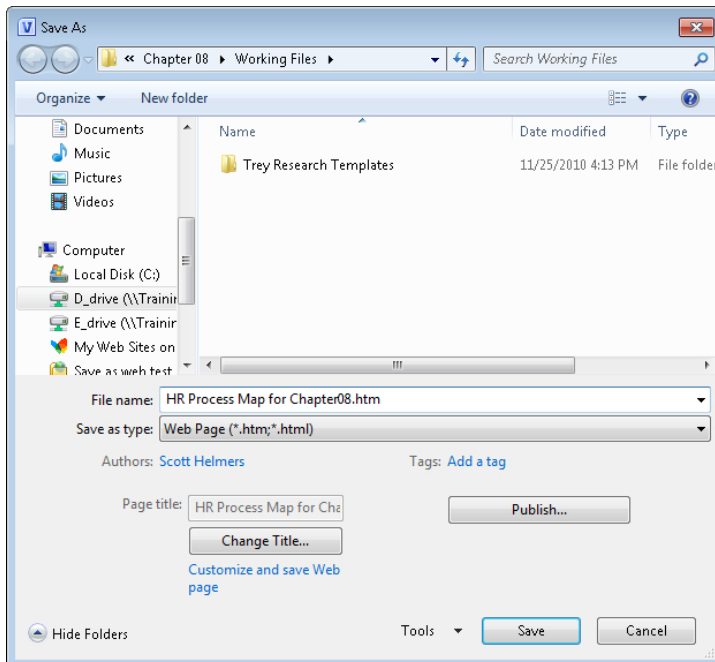 V Save As
« Chapter 08 ▸ Working Files ▸
Search Working Files
Organize
New folder
Documents
Music
Pictures
Videos
Computer
Local Disk (C:)
D_drive (\\Trainin
E_drive (\\Trainin
My Web Sites on
Save as web test
Name
Date modified
Type
Trey Research Templates
11/25/2010 4:13 PM
File folde
File name: HR Process Map for Chapter08.htm
Save as type: Web Page (*.htm;*.html)
Authors: Scott Helmers
Tags: Add a tag
Page title: HR Process Map for Cha
Publish...
Change Title...
Customize and save Web
page
Hide Folders
Tools
Save
Cancel